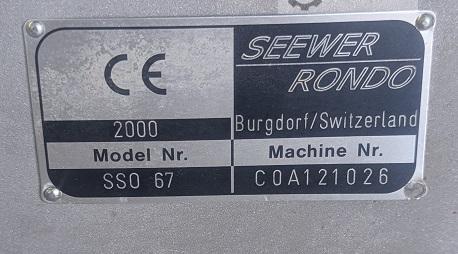 CE
SEEWER
RONDO
2000
Burgdorf/Switzerland
Model Nr.
Machine Nr.
SSO 67
COA121026